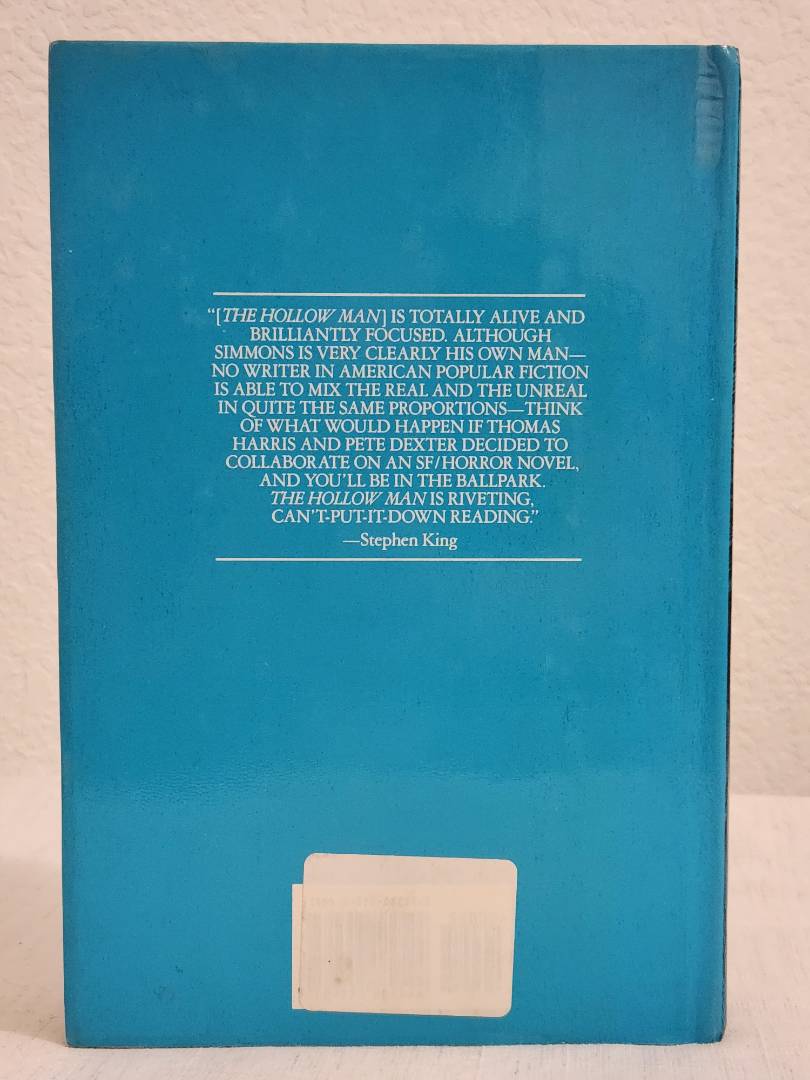 “[THE HOLLOW MAN] IS TOTALLY ALIVE AND
BRILLIANTLY FOCUSED. ALTHOUGH
SIMMONS IS VERY CLEARLY HIS OWN MAN—
NO WRITER IN AMERICAN POPULAR FICTION
IS ABLE TO MIX THE REAL AND THE UNREAL
IN QUITE THE SAME PROPORTIONS—THINK
OF WHAT WOULD HAPPEN IF THOMAS
HARRIS AND PETE DEXTER DECIDED TO
COLLABORATE ON AN SF/HORROR NOVEL,
AND YOU'LL BE IN THE BALLPARK.
THE HOLLOW MAN IS RIVETING,
CAN'T-PUT-IT-DOWN READING.”
—Stephen King